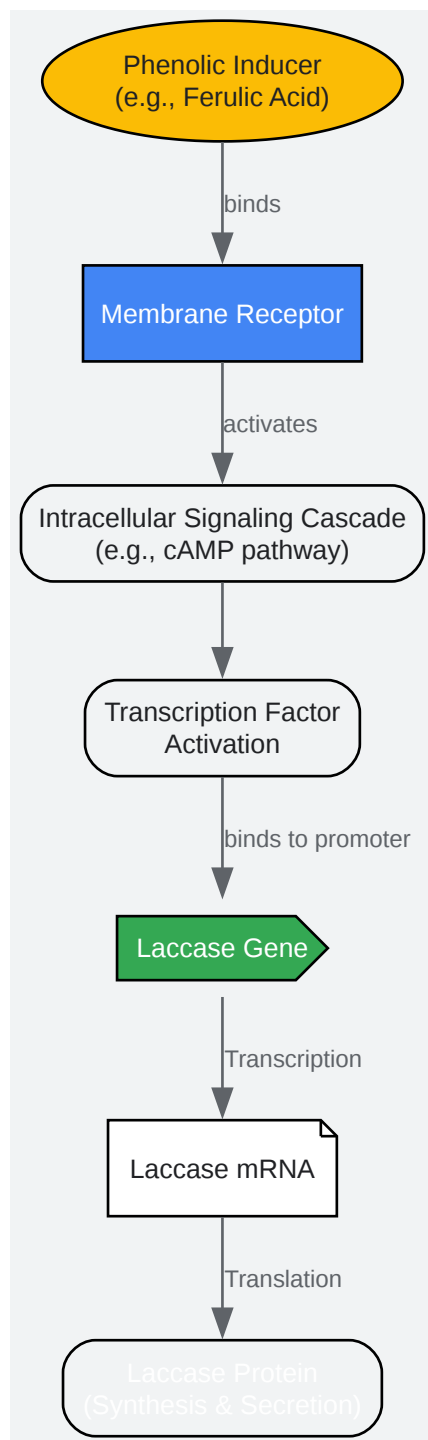 Phenolic Inducer
(e.g., Ferulic Acid)
binds
Membrane Receptor
activates
Intracellular Signaling Cascade
(e.g., cAMP pathway)
Transcription Factor
Activation
binds to promoter
Laccase Gene
Transcription
Laccase mRNA
Translation
Laccase Protein
(Synthesis & Secretion)